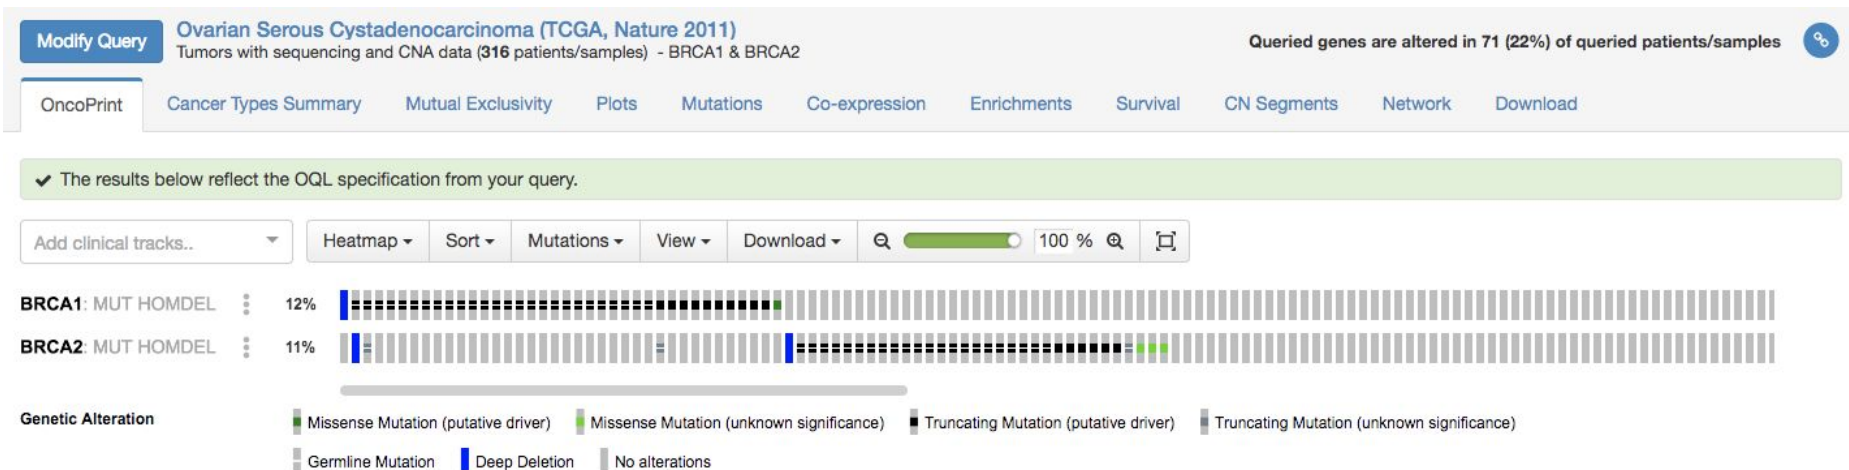 Modify Query
Ovarian Serous Cystadenocarcinoma (TCGA, Nature 2011)
Tumors with sequencing and CNA data (316 patients/samples) - BRCA1 & BRCA2
Queried genes are altered in 71 (22%) of queried patients/samples
OncoPrint Cancer Types Summary Mutual Exclusivity Plots Mutations Co-expression Enrichments Survival CN Segments Network Download
The results below reflect the OQL specification from your query.
Add clinical tracks.. Heatmap Sort Mutations View Download 100 %
BRCA1: MUT HOMDEL 12%
BRCA2: MUT HOMDEL 11%
Genetic Alteration Missense Mutation (putative driver) Missense Mutation (unknown significance) Truncating Mutation (putative driver) Truncating Mutation (unknown significance)
Germline Mutation Deep Deletion No alterations